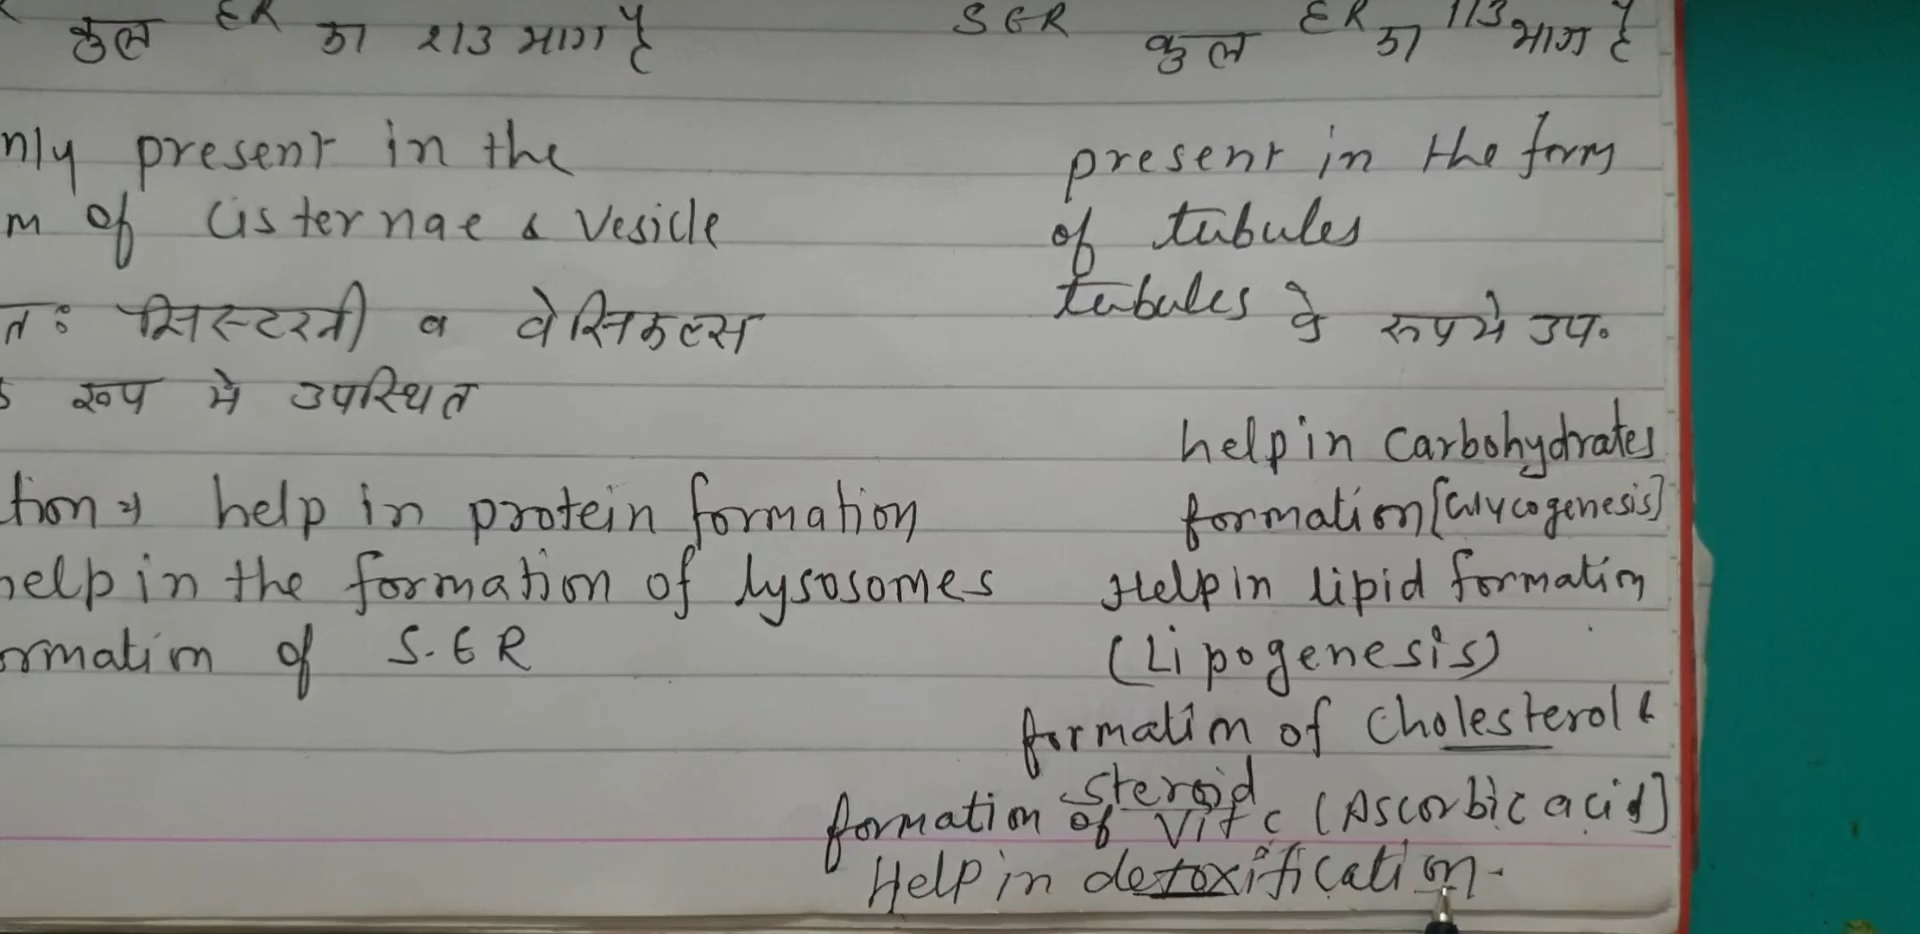 कुल ER का 2/3 भाग है
nly present in the
m of Cisternae & Vesicle
त: सिस्टरनी व वेसिकल्स
रूप मे उपस्थित
tion → help in protein formation
help in the formation of lysosomes
ormation of S.E R
SER कुल ER का 1/3 भाग है
present in the form
of tubules
tubules के रूप मे उप.
help in Carbohydrates
formation [Glycogenesis]
Help in lipid formation
(Lipogenesis)
formation of Cholesterol &
steroid
formation of Vit C (Ascorbic acid]
Help in detoxification.